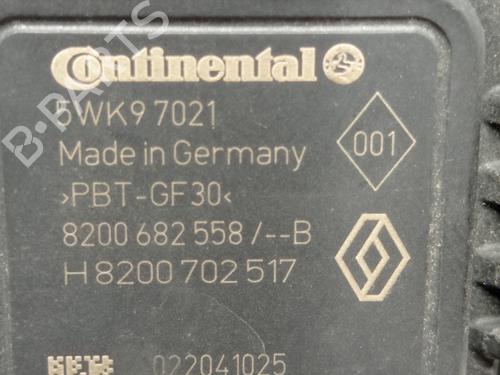 B-PARTS
Continental
5WK9 7021
Made in Germany
001
>PBT-GF30<
8200 682 558 /--B
H 8200 702 517
022041025